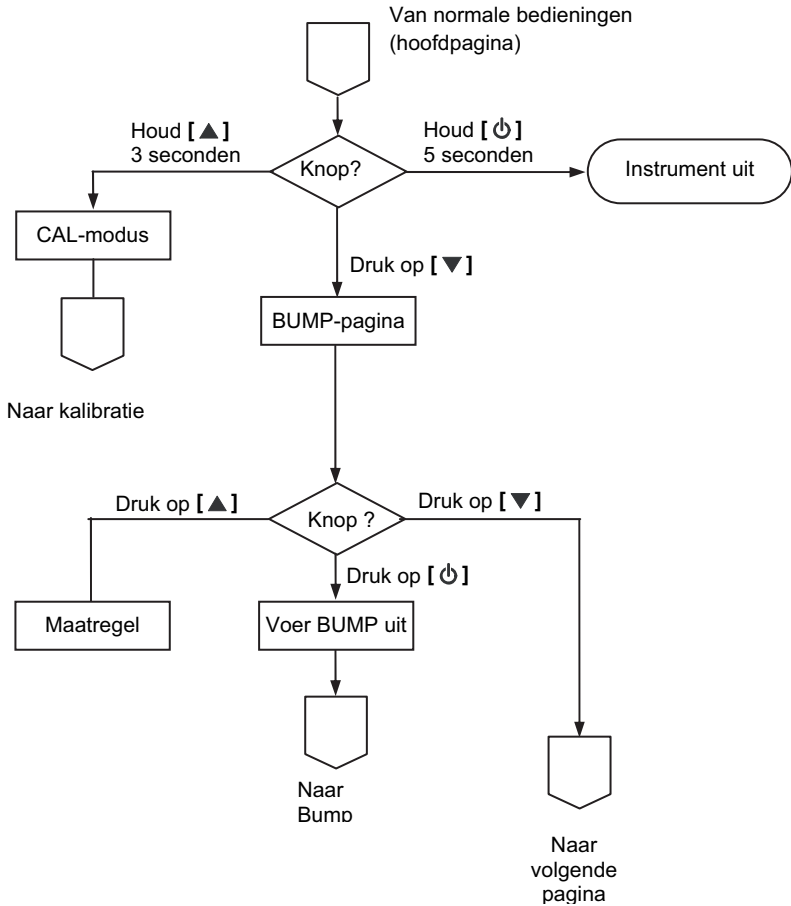 Van normale bedieningen
(hoofdpagina)
Houd [▲]
3 seconden
Houd [⏻]
5 seconden
Knop?
Instrument uit
CAL-modus
Druk op [▼]
BUMP-pagina
Naar kalibratie
Druk op [▲]
Druk op [▼]
Knop ?
Druk op [⏻]
Maatregel
Voer BUMP uit
Naar
Bump
Naar
volgende
pagina